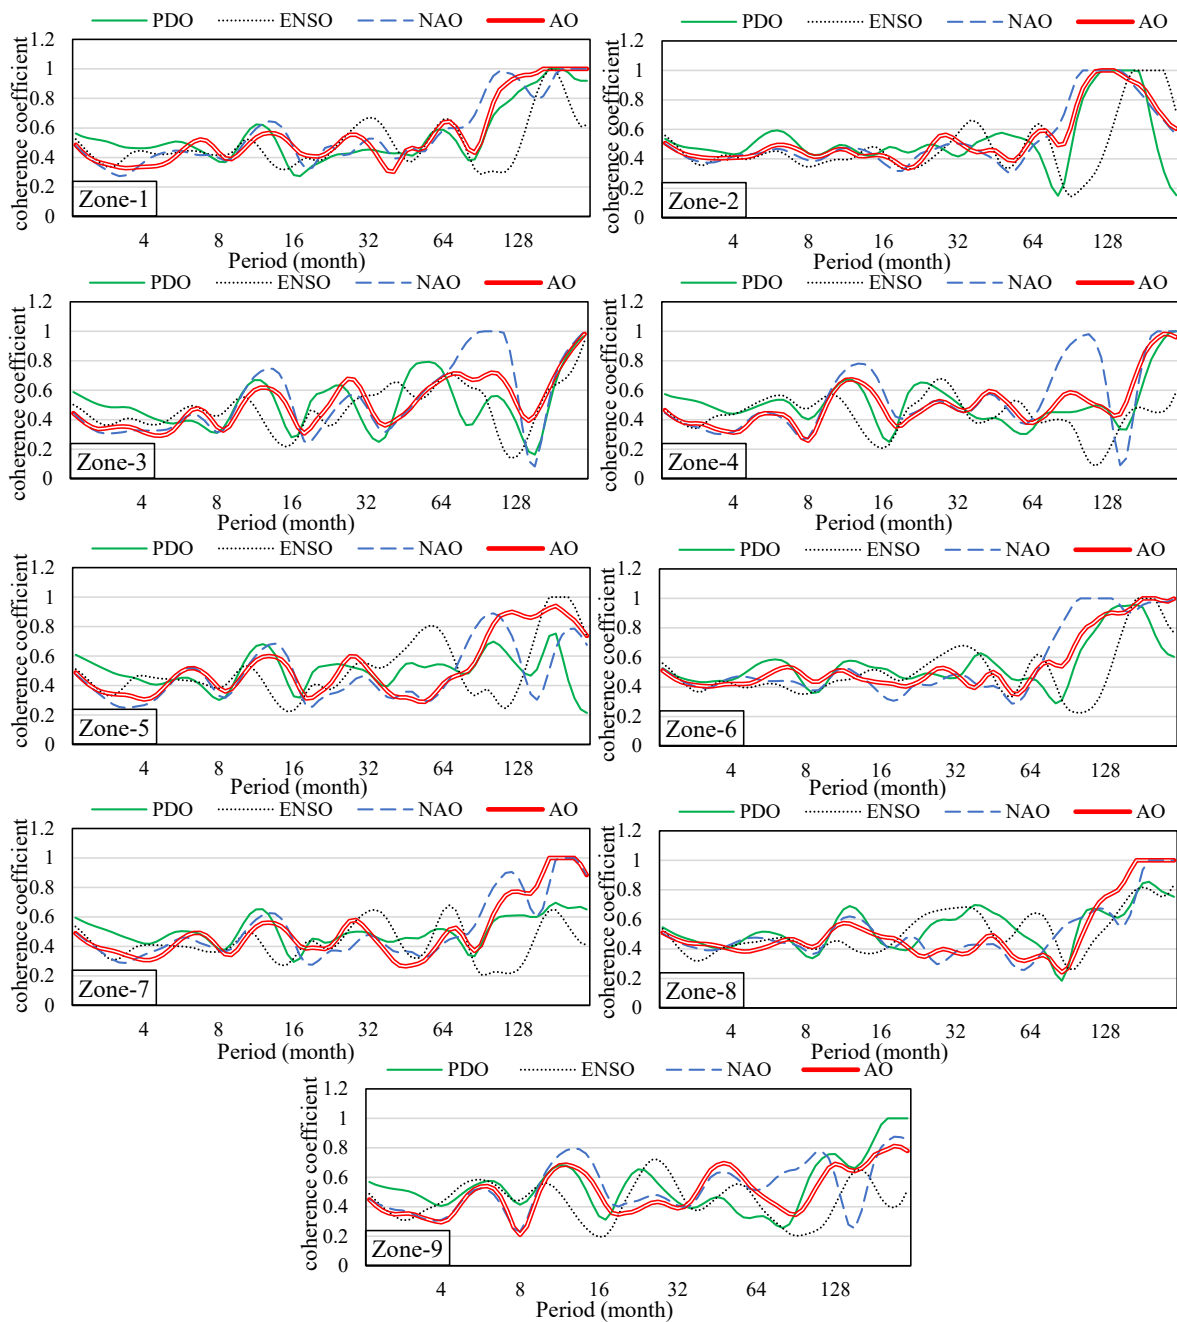 PDO ENSO NAO AO
PDO ENSO NAO AO
coherence coefficient
1.2
1
0.8
0.6
0.4
0.2
0
Zone-1
4 8 16 32 64 128
Period (month)
coherence coefficient
1.2
1
0.8
0.6
0.4
0.2
0
Zone-2
4 8 16 32 64 128
Period (month)
PDO ENSO NAO AO
PDO ENSO NAO AO
coherence coefficient
1.2
1
0.8
0.6
0.4
0.2
0
Zone-3
4 8 16 32 64 128
Period (month)
coherence coefficient
1.2
1
0.8
0.6
0.4
0.2
0
Zone-4
4 8 16 32 64 128
Period (month)
PDO ENSO NAO AO
PDO ENSO NAO AO
coherence coefficient
1.2
1
0.8
0.6
0.4
0.2
0
Zone-5
4 8 16 32 64 128
Period (month)
coherence coefficient
1.2
1
0.8
0.6
0.4
0.2
0
Zone-6
4 8 16 32 64 128
Period (month)
PDO ENSO NAO AO
PDO ENSO NAO AO
coherence coefficient
1.2
1
0.8
0.6
0.4
0.2
0
Zone-7
4 8 16 32 64 128
Period (month)
coherence coefficient
1.2
1
0.8
0.6
0.4
0.2
0
Zone-8
4 8 16 32 64 128
Period (month)
PDO ENSO NAO AO
coherence coefficient
1.2
1
0.8
0.6
0.4
0.2
0
Zone-9
4 8 16 32 64 128
Period (month)